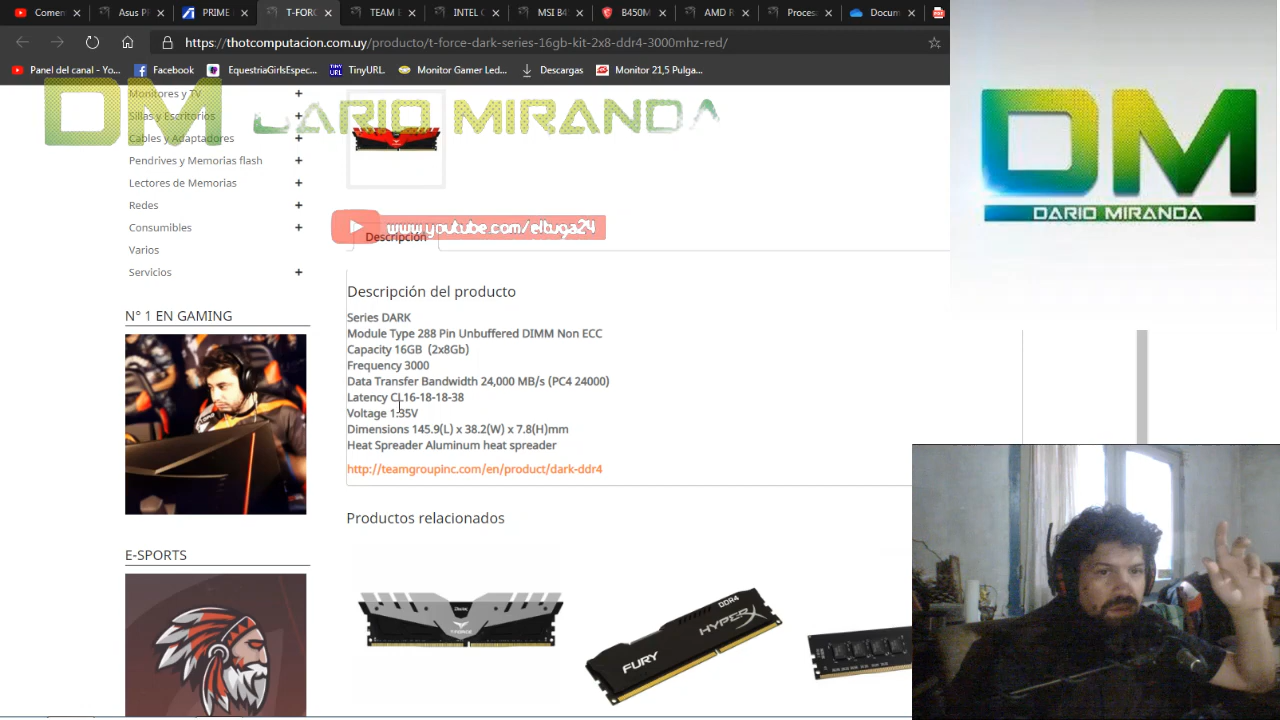 Comen
Asus Pi
PRIME
T-FORC
TEAM E
INTEL C
MSI B4
B450M
AMD R
Proces
Docum
https://thotcomputacion.com.uy/producto/t-force-dark-series-16gb-kit-2x8-ddr4-3000mhz-red/
Panel del canal - Yo...
Facebook
EquestriaGirlsEspec...
TinyURL
Monitor Gamer Led...
Descargas
Monitor 21,5 Pulga...
Monitores y TV
Sillas y Escritorios
Cables y Adaptadores
Pendrives y Memorias flash
Lectores de Memorias
Redes
Consumibles
Varios
Servicios
DM DARIO MIRANDA
www.youtube.com/eltuga24
Descripción
DM
DARIO MIRANDA
Descripción del producto
Series DARK
Module Type 288 Pin Unbuffered DIMM Non ECC
Capacity 16GB (2x8Gb)
Frequency 3000
Data Transfer Bandwidth 24,000 MB/s (PC4 24000)
Latency CL16-18-18-38
Voltage 1.35V
Dimensions 145.9(L) x 38.2(W) x 7.8(H)mm
Heat Spreader Aluminum heat spreader
http://teamgroupinc.com/en/product/dark-ddr4
Productos relacionados
N° 1 EN GAMING
E-SPORTS
T-FORCE
FURY
HYPERX
DDR4